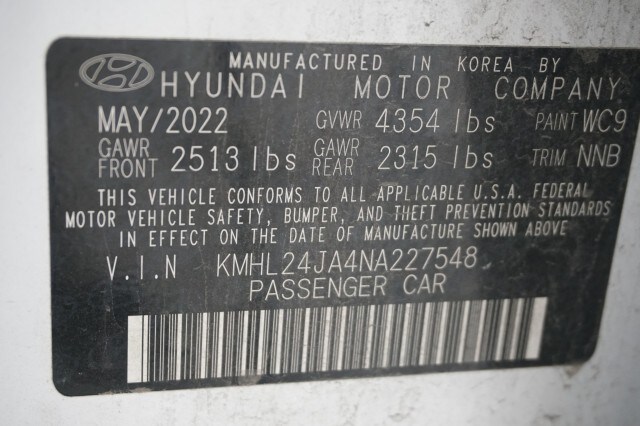 MANUFACTURED IN KOREA BY
HYUNDAI MOTOR COMPANY
MAY/2022 GVWR 4354 lbs PAINT WC9
GAWR FRONT 2513 lbs GAWR REAR 2315 lbs TRIM NNB
THIS VEHICLE CONFORMS TO ALL APPLICABLE U.S.A. FEDERAL
MOTOR VEHICLE SAFETY, BUMPER, AND THEFT PREVENTION STANDARDS
IN EFFECT ON THE DATE OF MANUFACTURE SHOWN ABOVE
V.I.N KMHL24JA4NA227548
PASSENGER CAR